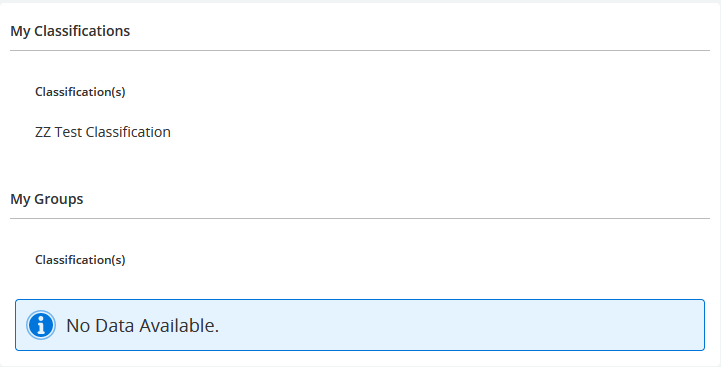 My Classifications
Classification(s)
ZZ Test Classification
My Groups
Classification(s)
No Data Available.